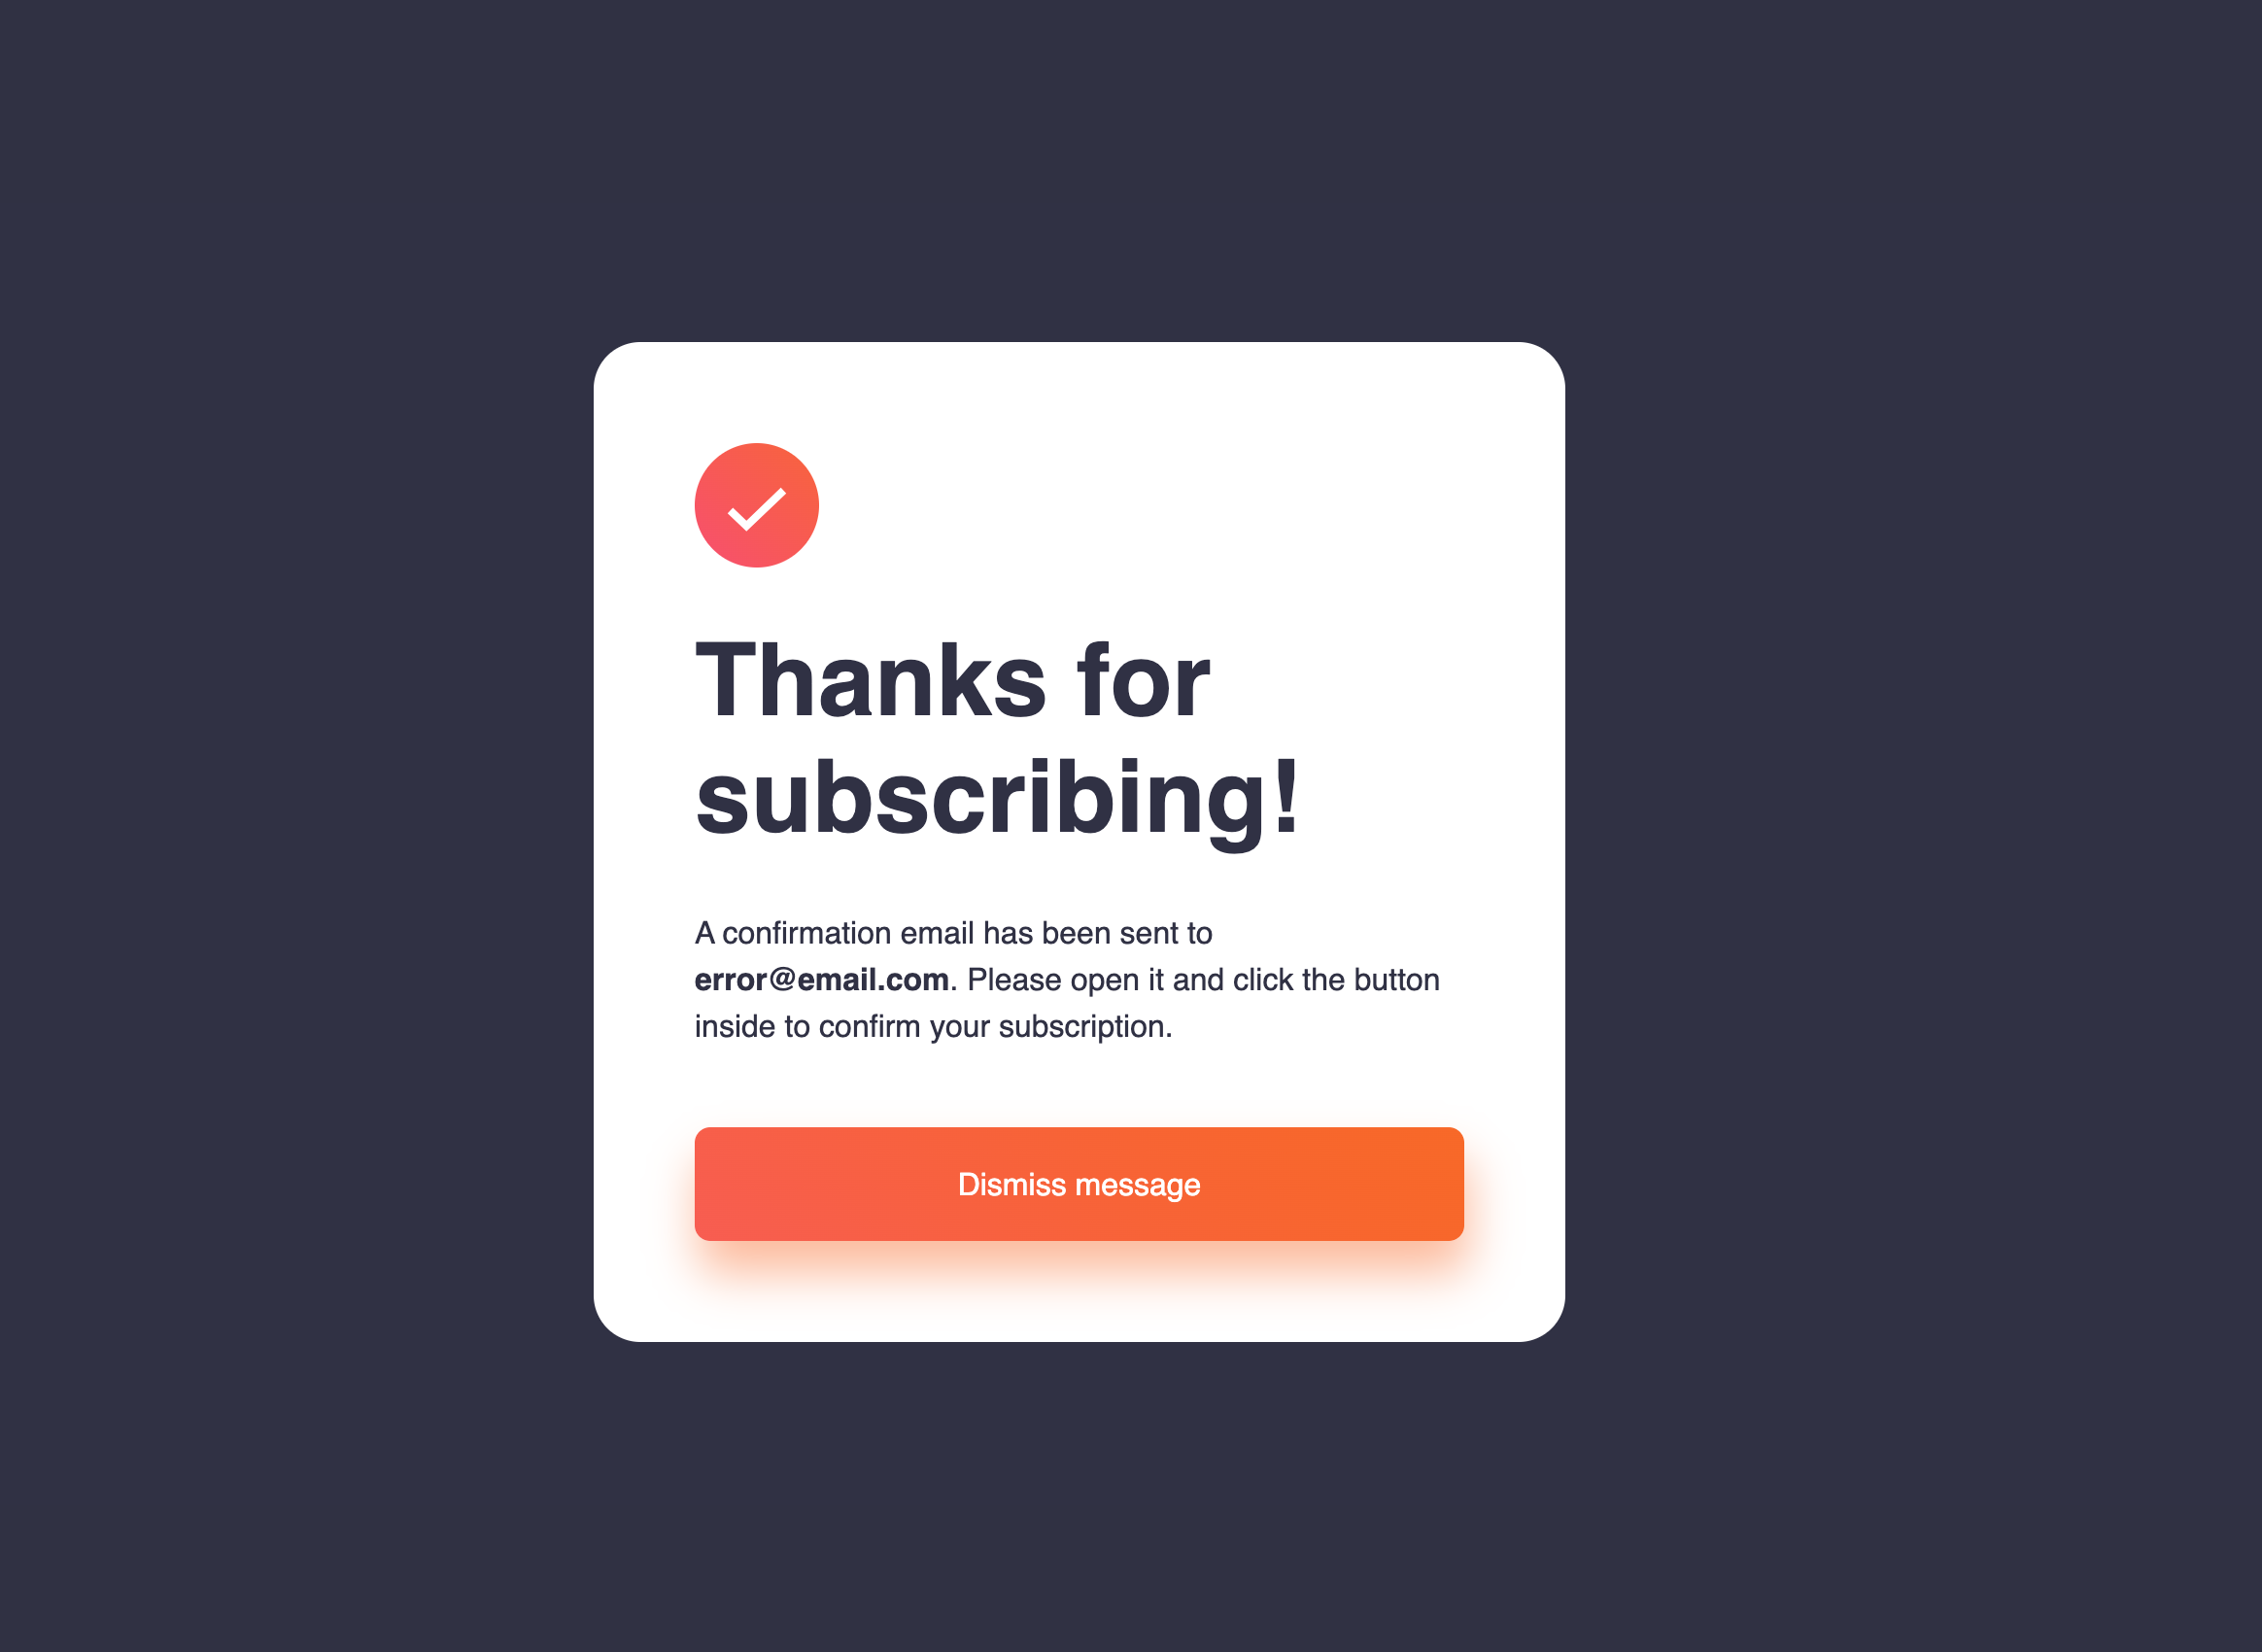 Thanks for
subscribing!
A confirmation email has been sent to
error@email.com. Please open it and click the button
inside to confirm your subscription.
Dismiss message